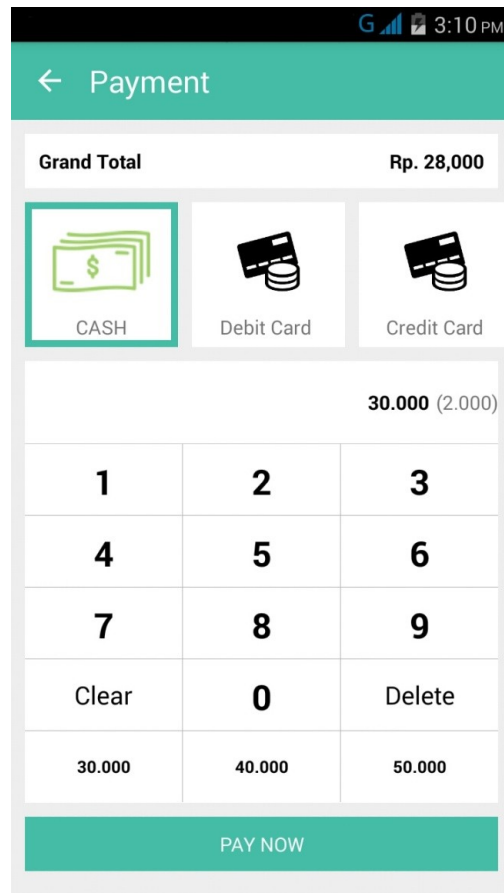 G 3:10 PM
Payment
Grand Total Rp. 28,000
$
CASH Debit Card Credit Card
30.000 (2.000)
1 2 3
4 5 6
7 8 9
Clear 0 Delete
30.000 40.000 50.000
PAY NOW